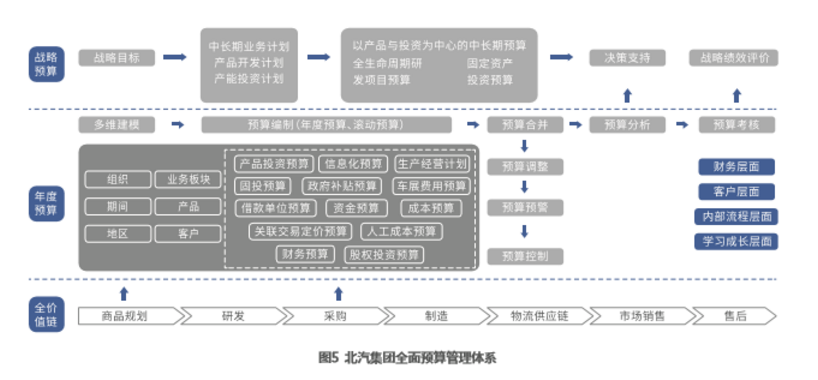 战略
预算
战略目标
中长期业务计划
产品开发计划
产能投资计划
以产品与投资为中心的中长期预算
全生命周期研
发项目预算
固定资产
投资预算
决策支持
战略绩效评价
年度
预算
多维建模
预算编制(年度预算、滚动预算)
预算合并
预算分析
预算考核
组织
业务板块
期间
产品
地区
客户
产品投资预算
信息化预算
生产经营计划
固投预算
政府补贴预算
车展费用预算
借款单位预算
资金预算
成本预算
关联交易定价预算
人工成本预算
财务预算
股权投资预算
预算调整
预算预警
预算控制
财务层面
客户层面
内部流程层面
学习成长层面
全价
值链
商品规划
研发
采购
制造
物流供应链
市场销售
售后
图5 北汽集团全面预算管理体系